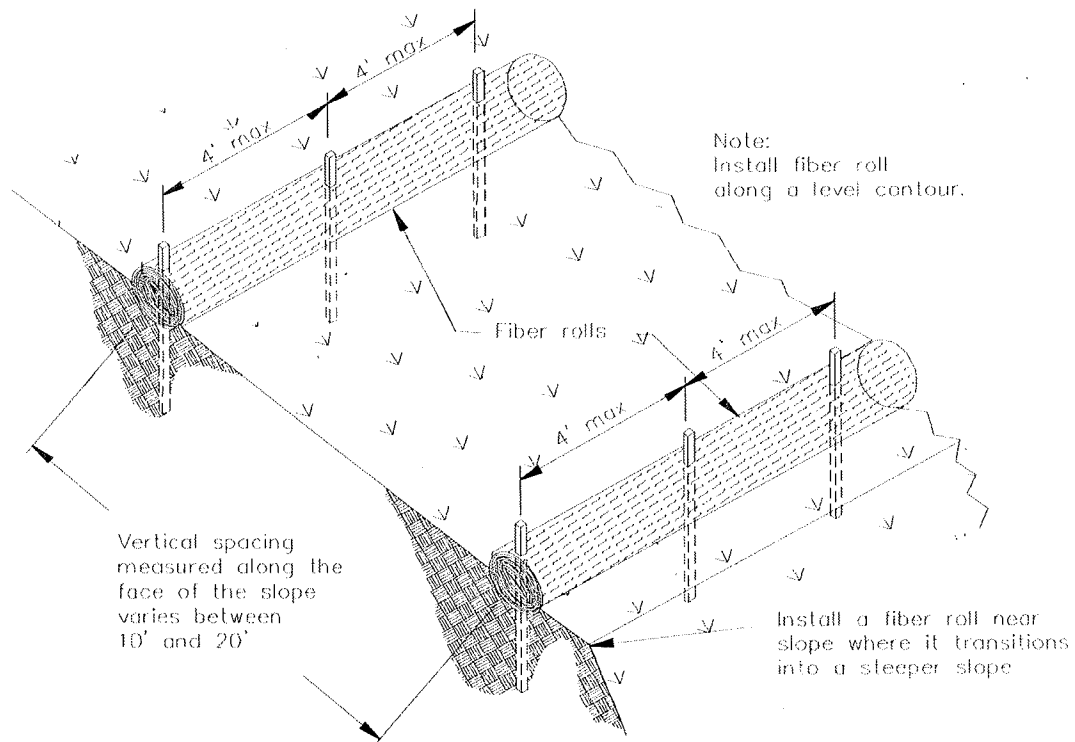 4' max
4' max
Note:
Install fiber roll
along a level contour.
Fiber rolls
4' max
4' max
Vertical spacing
measured along the
face of the slope
varies between
10' and 20'
Install a fiber roll near
slope where it transitions
into a steeper slope